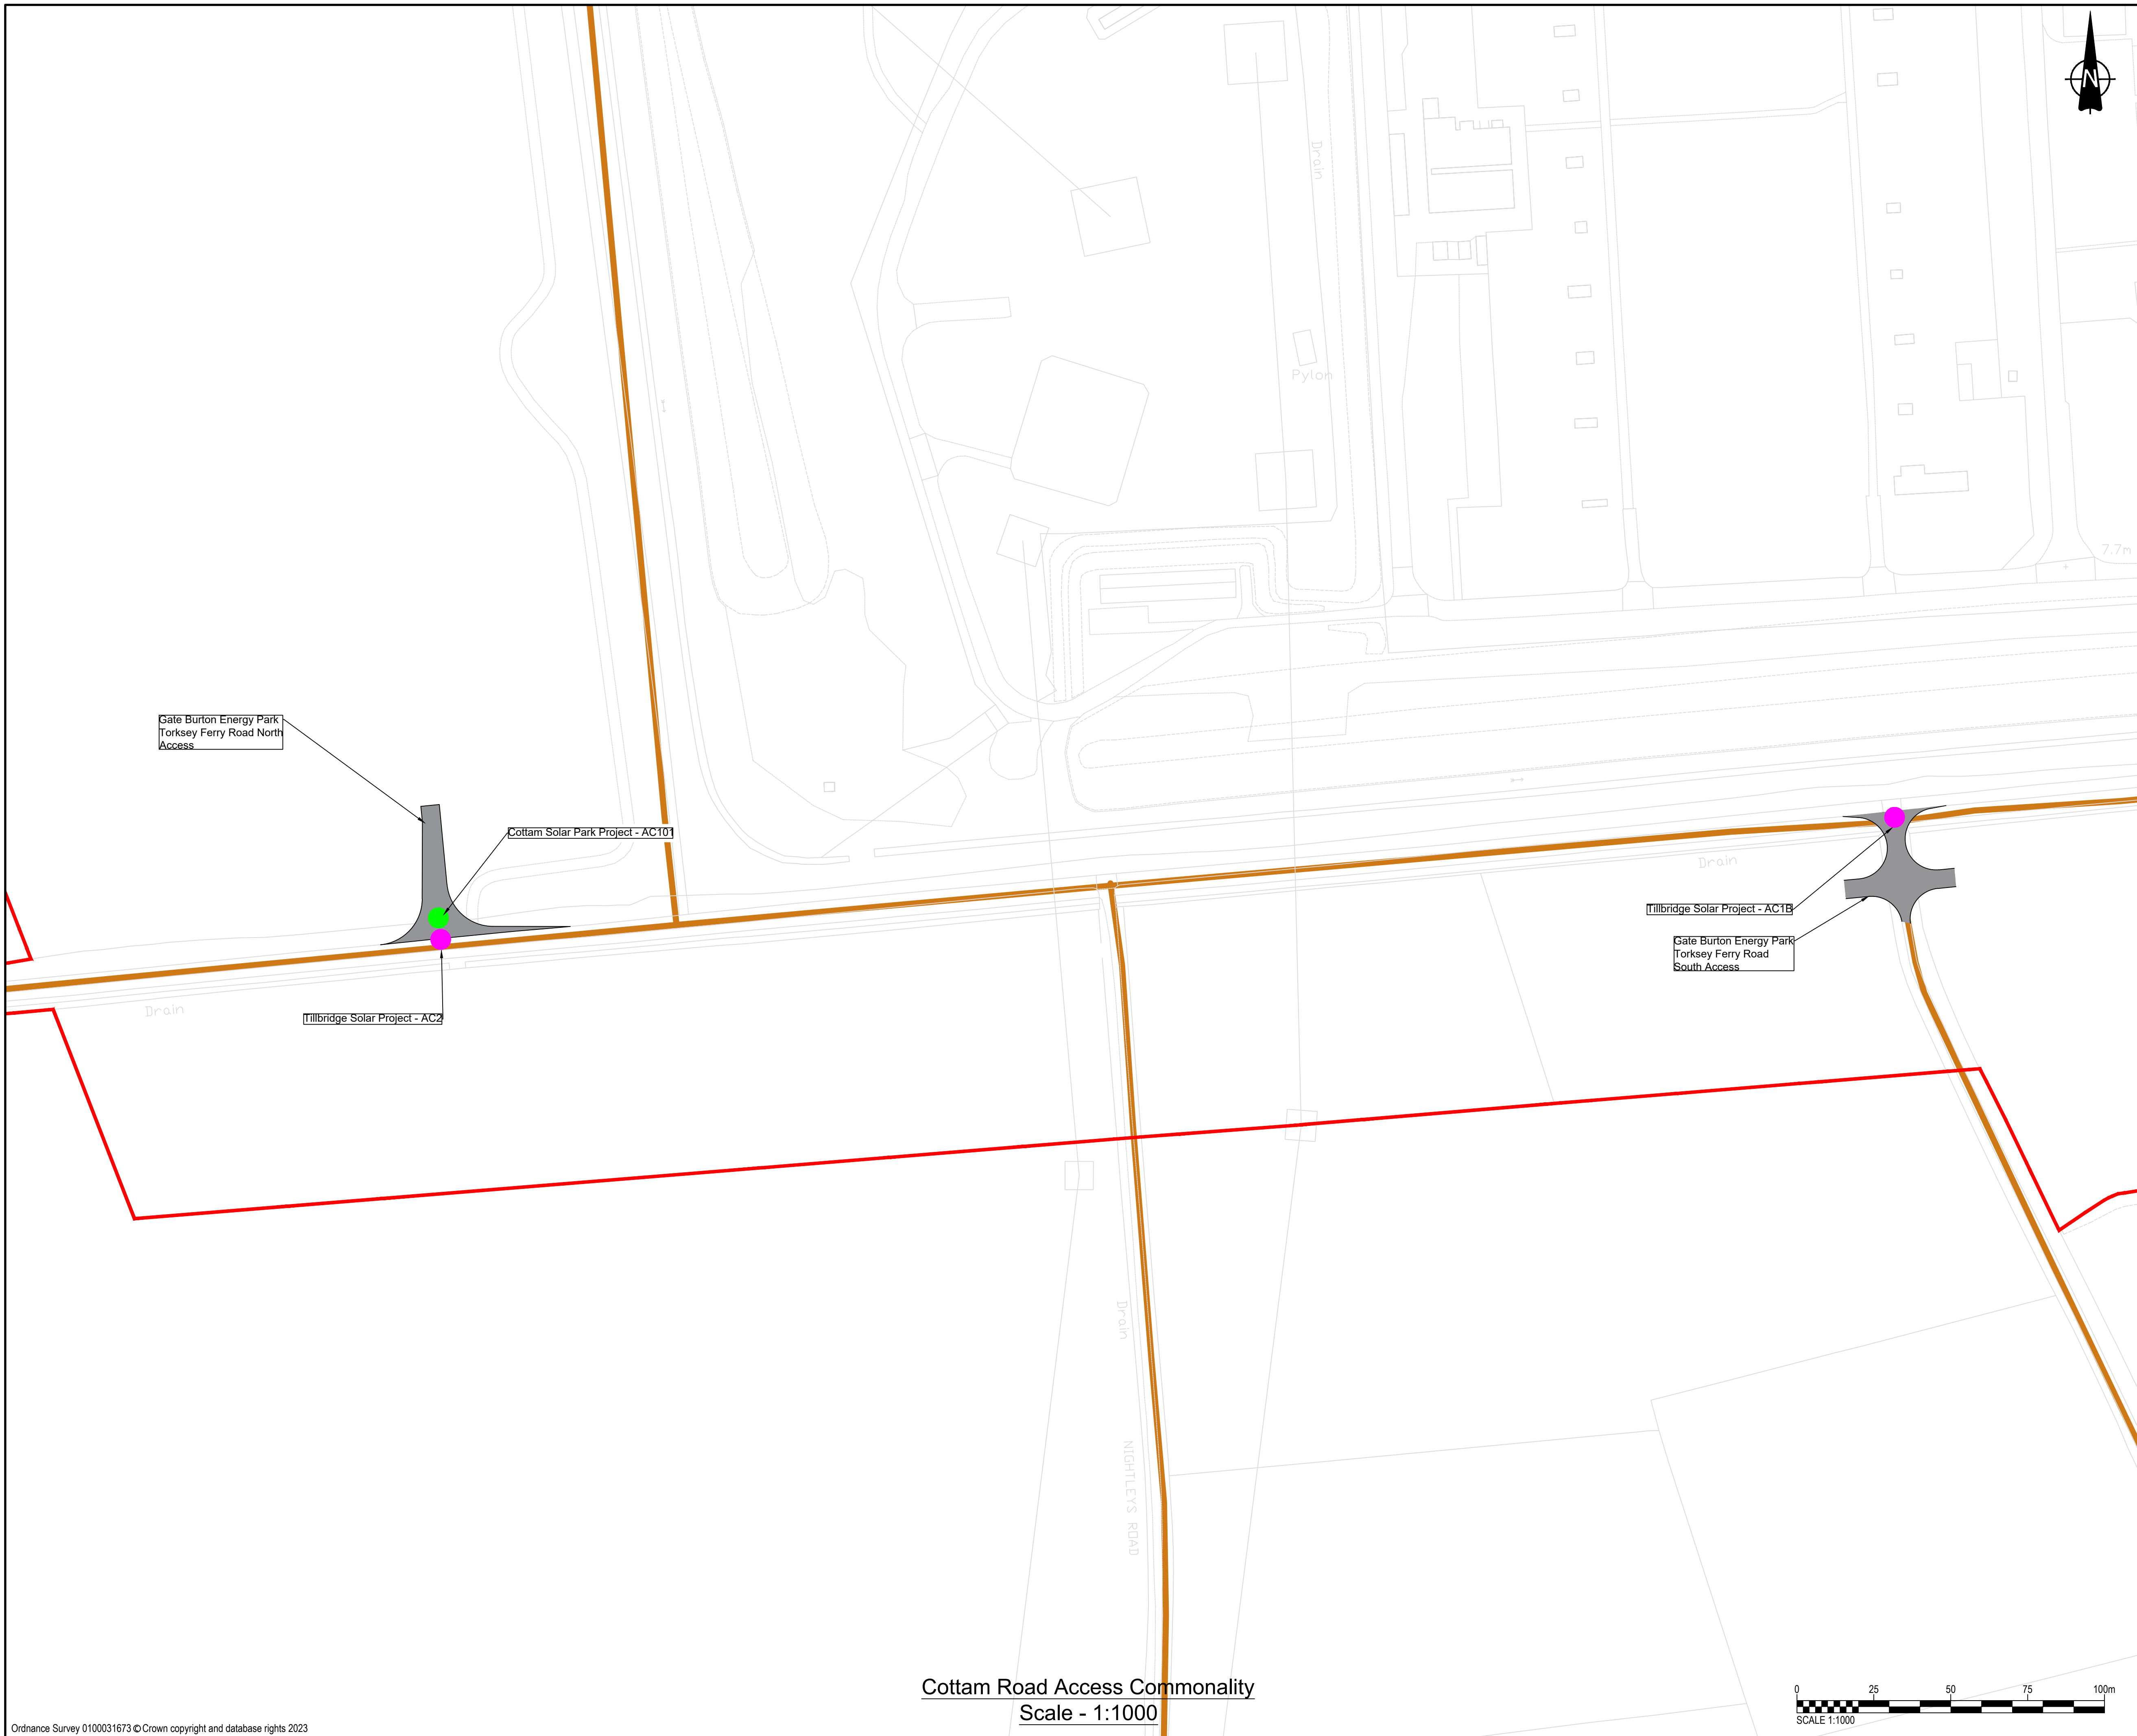 N
Drain
Pylon
7.7m
Gate Burton Energy Park
Torksey Ferry Road North
Access
Cottam Solar Park Project - AC101
Drain
Tillbridge Solar Project - AC1B
Gate Burton Energy Park
Torksey Ferry Road
South Access
Drain
Tillbridge Solar Project - AC2
Drain
NIGHTLEYS ROAD
Cottam Road Access Commonality
Scale - 1:1000
0 25 50 75 100m
SCALE 1:1000
Ordnance Survey 0100031673 © Crown copyright and database rights 2023